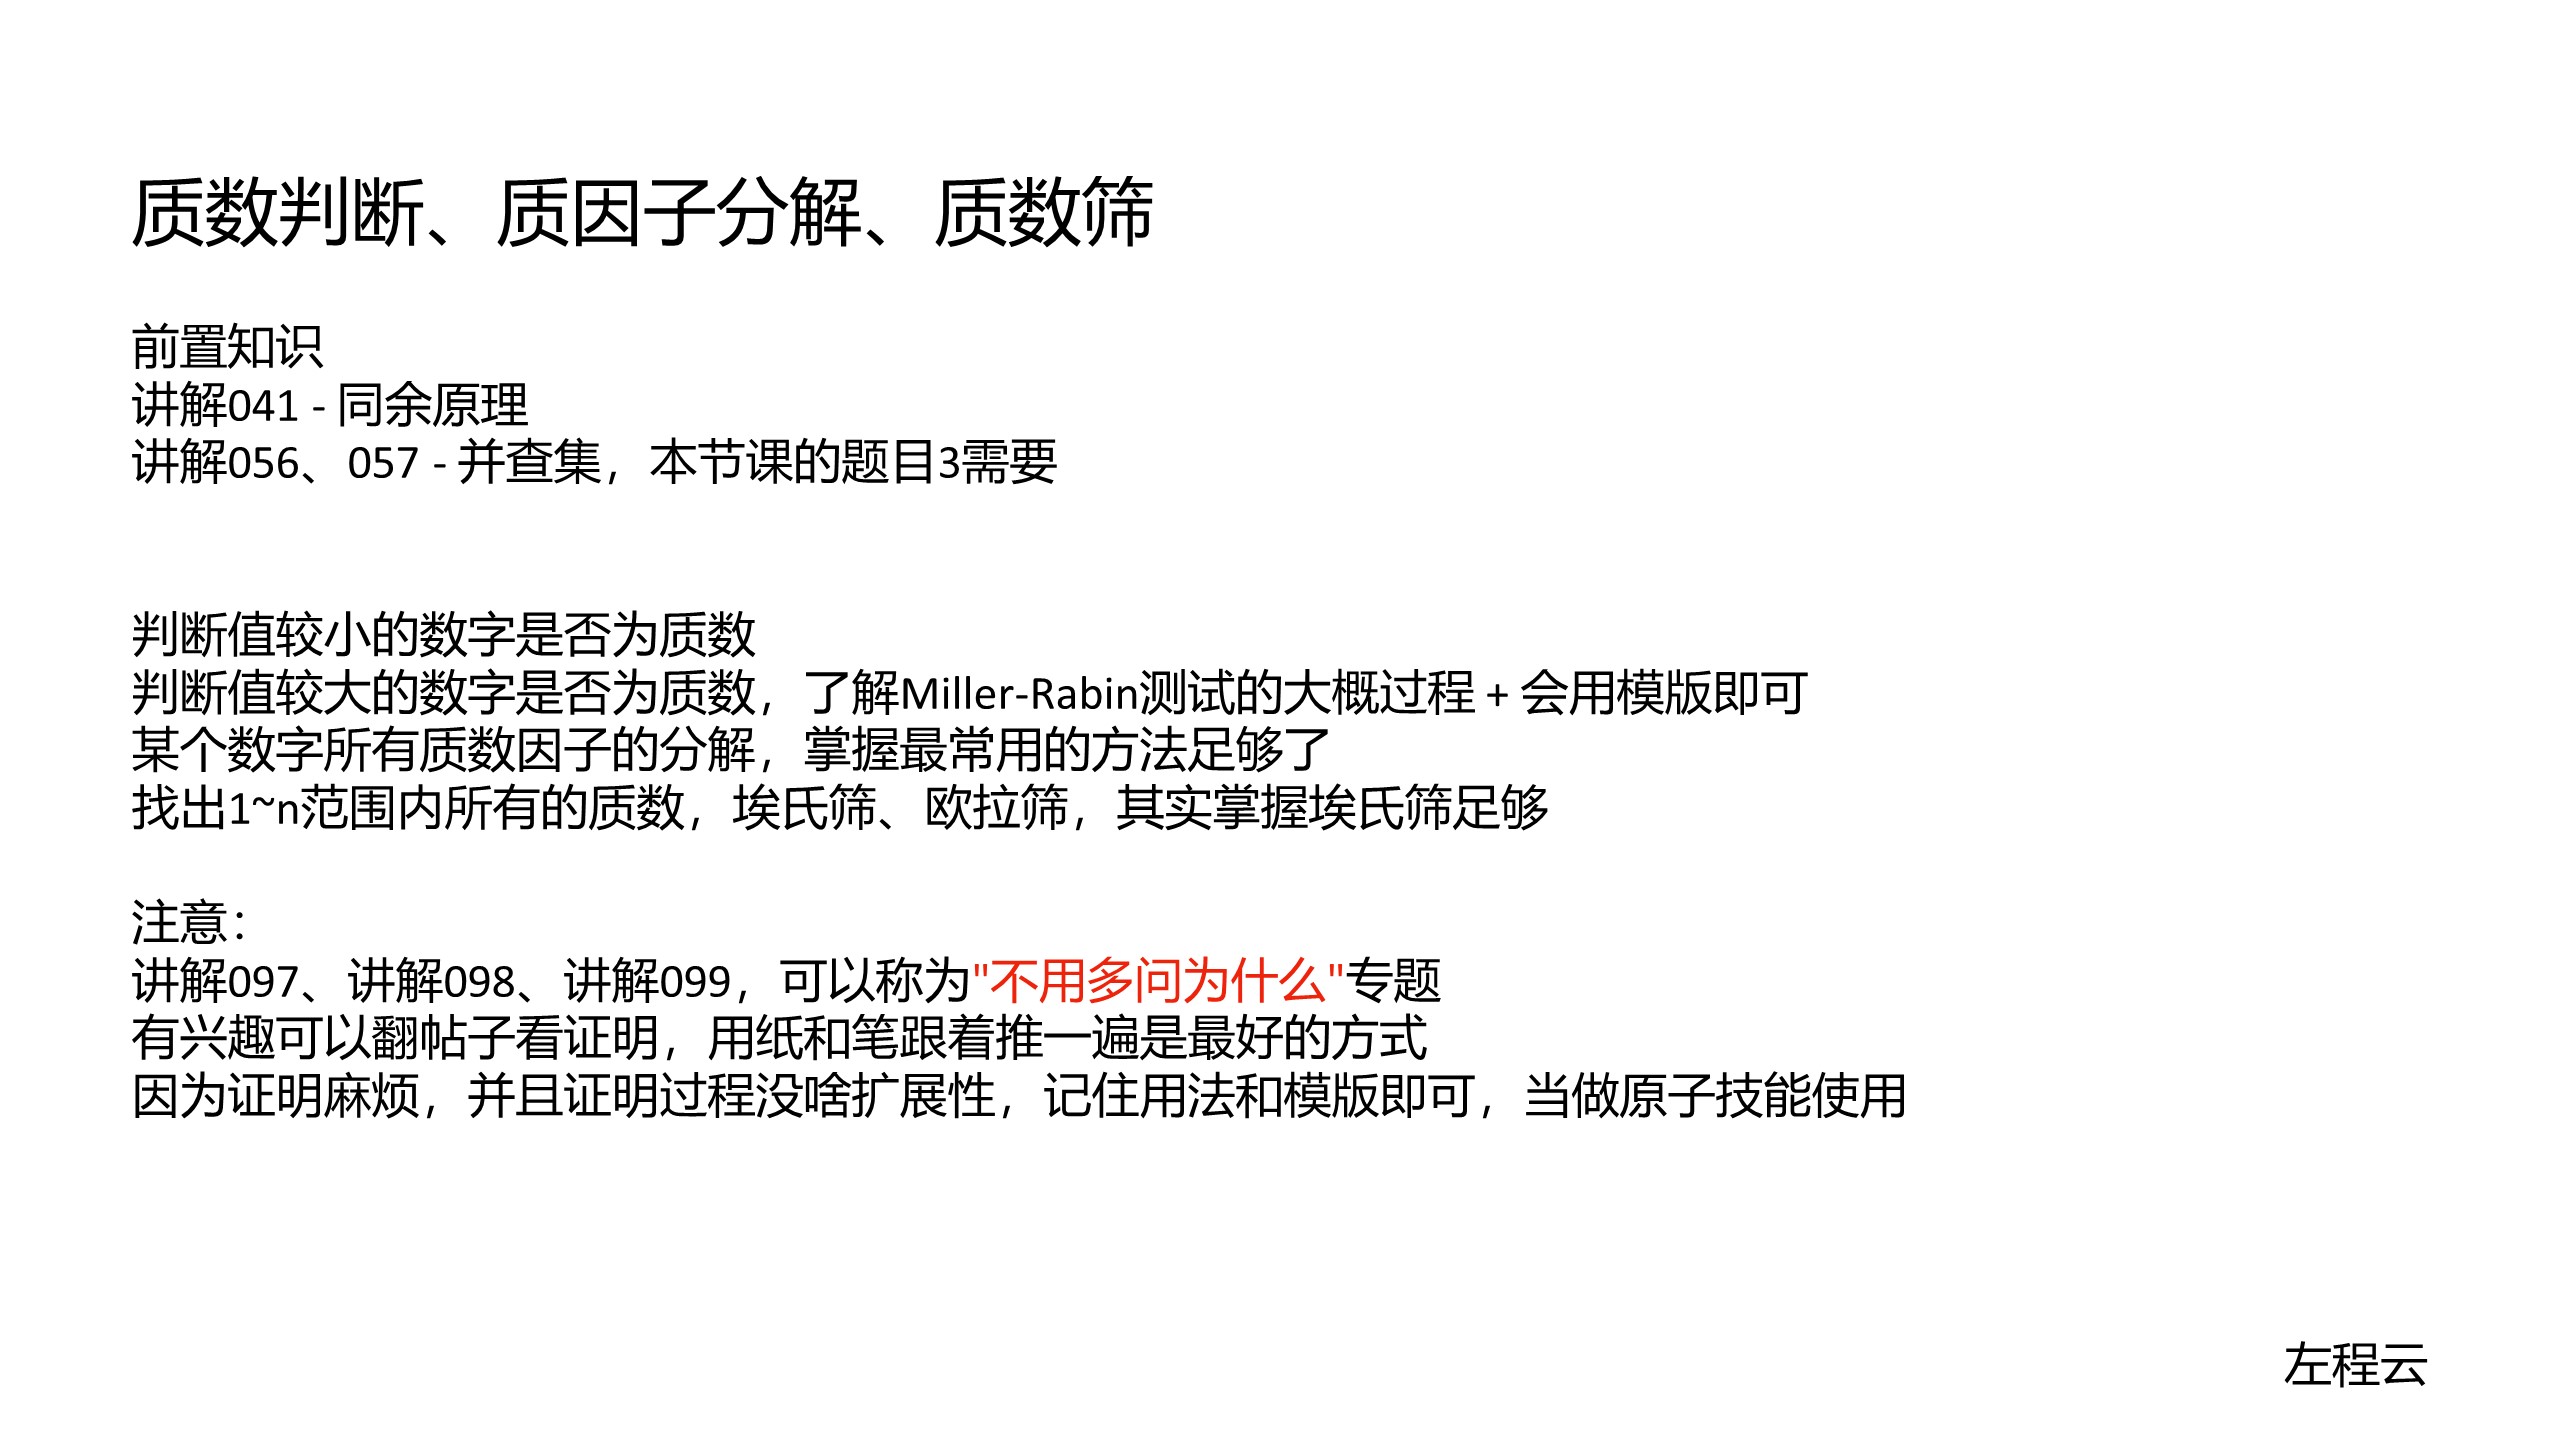 质数判断、质因子分解、质数筛
前置知识
讲解041 - 同余原理
讲解056、057 - 并查集，本节课的题目3需要
判断值较小的数字是否为质数
判断值较大的数字是否为质数，了解Miller-Rabin测试的大概过程 + 会用模版即可
某个数字所有质数因子的分解，掌握最常用的方法足够了
找出1~n范围内所有的质数，埃氏筛、欧拉筛，其实掌握埃氏筛足够
注意：
讲解097、讲解098、讲解099，可以称为"不用多问为什么"专题
有兴趣可以翻帖子看证明，用纸和笔跟着推一遍是最好的方式
因为证明麻烦，并且证明过程没啥扩展性，记住用法和模版即可，当做原子技能使用
左程云